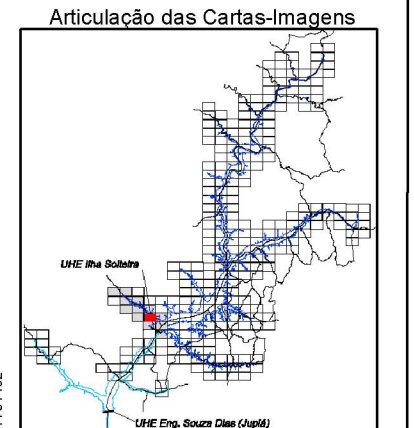 Articulação das Cartas-Imagens
UHE Ilha Solteira
UHE Eng. Souza Dias (Jupiá)